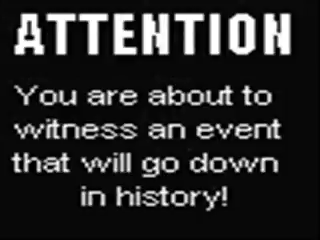 ATTENTION
You are about to
witness an event
that will go down
in history!